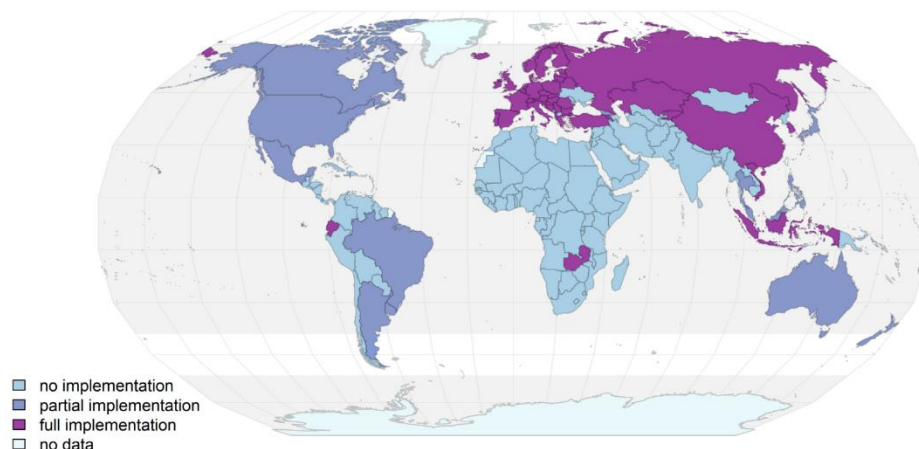 no implementation
partial implementation
full implementation
no data